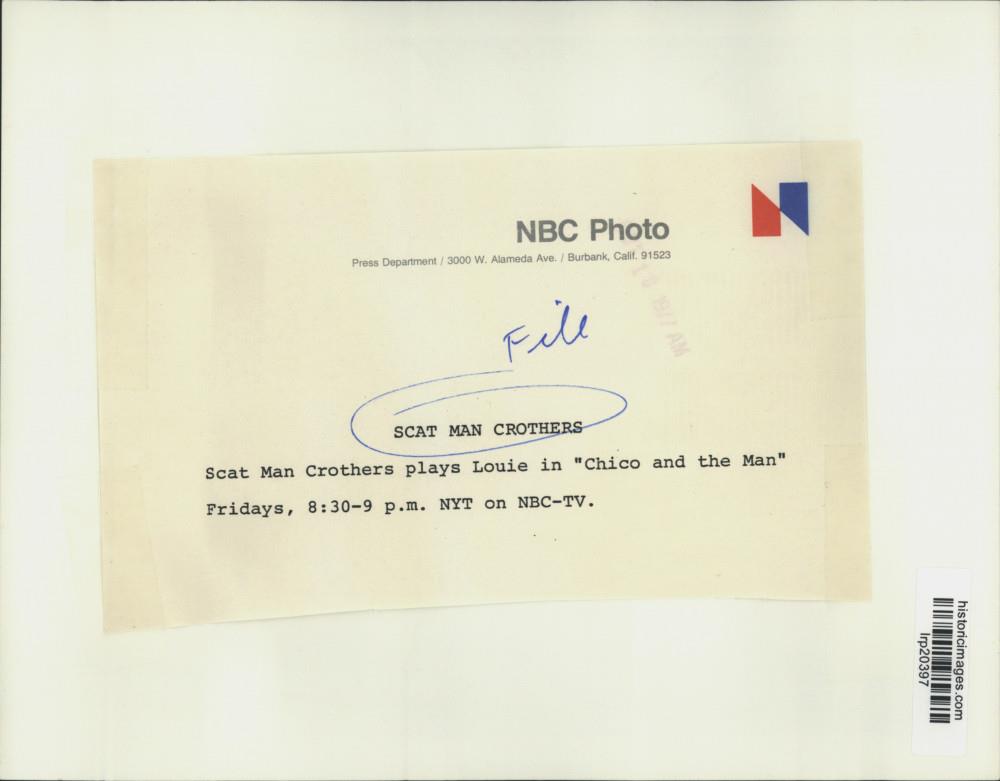 NBC Photo
Press Department / 3000 W. Alameda Ave. / Burbank, Calif. 91523
File
SCAT MAN CROTHERS
Scat Man Crothers plays Louie in "Chico and the Man"
Fridays, 8:30-9 p.m. NYT on NBC-TV.
historicimages.com
lrp20397